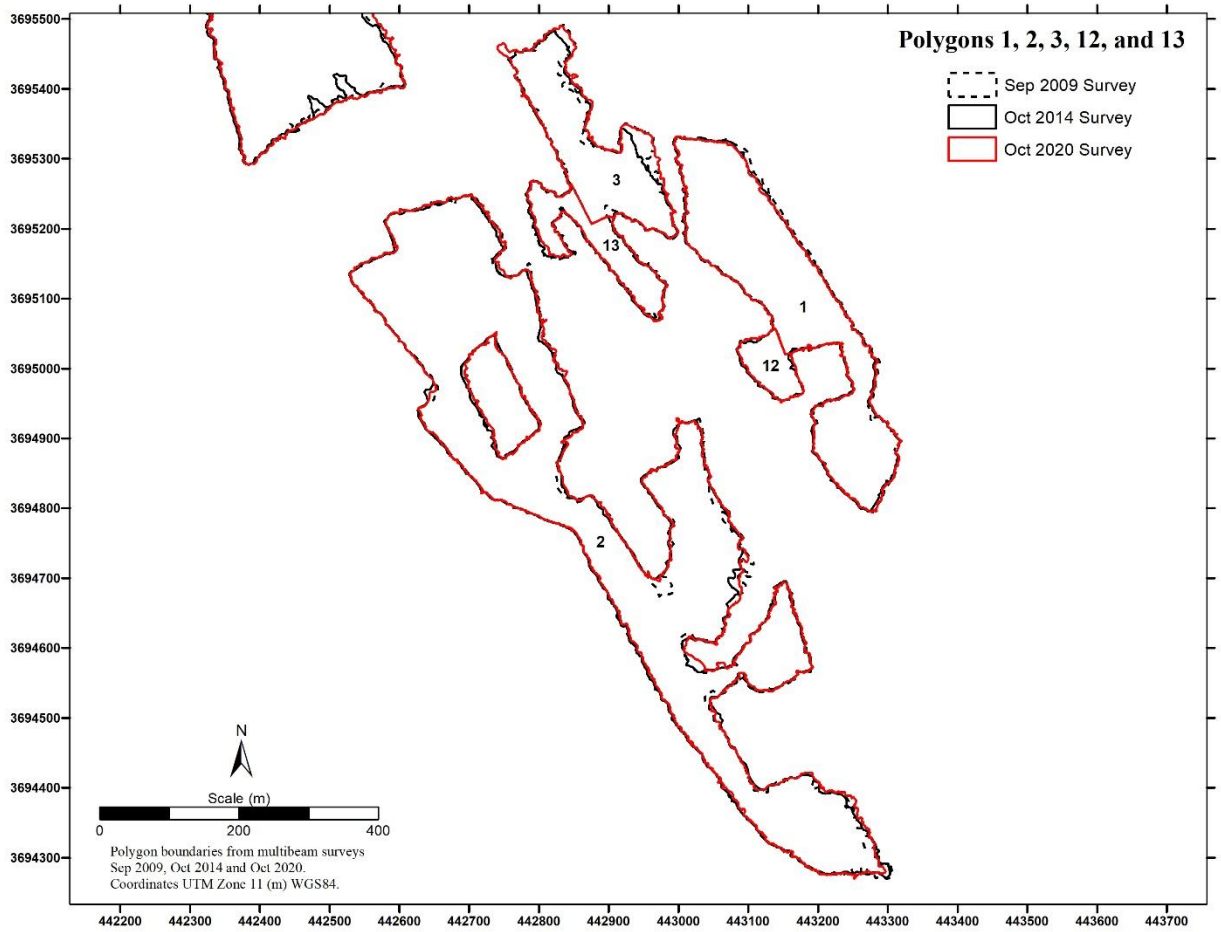 Polygons 1, 2, 3, 12, and 13
Sep 2009 Survey
Oct 2014 Survey
Oct 2020 Survey
3695500
3695400
3695300
3695200
3695100
3695000
3694900
3694800
3694700
3694600
3694500
3694400
3694300
3
13
1
12
2
N
Scale (m)
0 200 400
Polygon boundaries from multibeam surveys
Sep 2009, Oct 2014 and Oct 2020.
Coordinates UTM Zone 11 (m) WGS84.
442200 442300 442400 442500 442600 442700 442800 442900 443000 443100 443200 443300 443400 443500 443600 443700